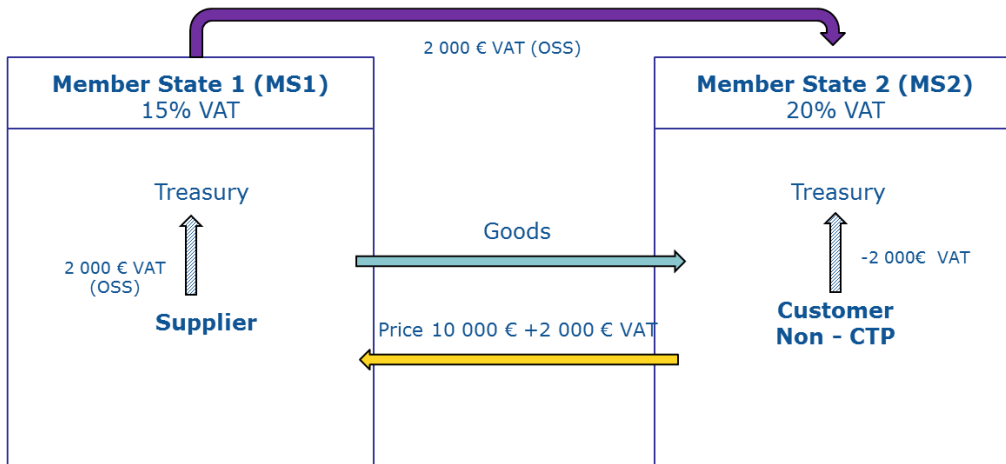 2 000 € VAT (OSS)
Member State 1 (MS1)
15% VAT
Member State 2 (MS2)
20% VAT
Treasury
Treasury
Goods
2 000 € VAT
(OSS)
-2 000€  VAT
Supplier
Customer
Non - CTP
Price 10 000 € +2 000 € VAT